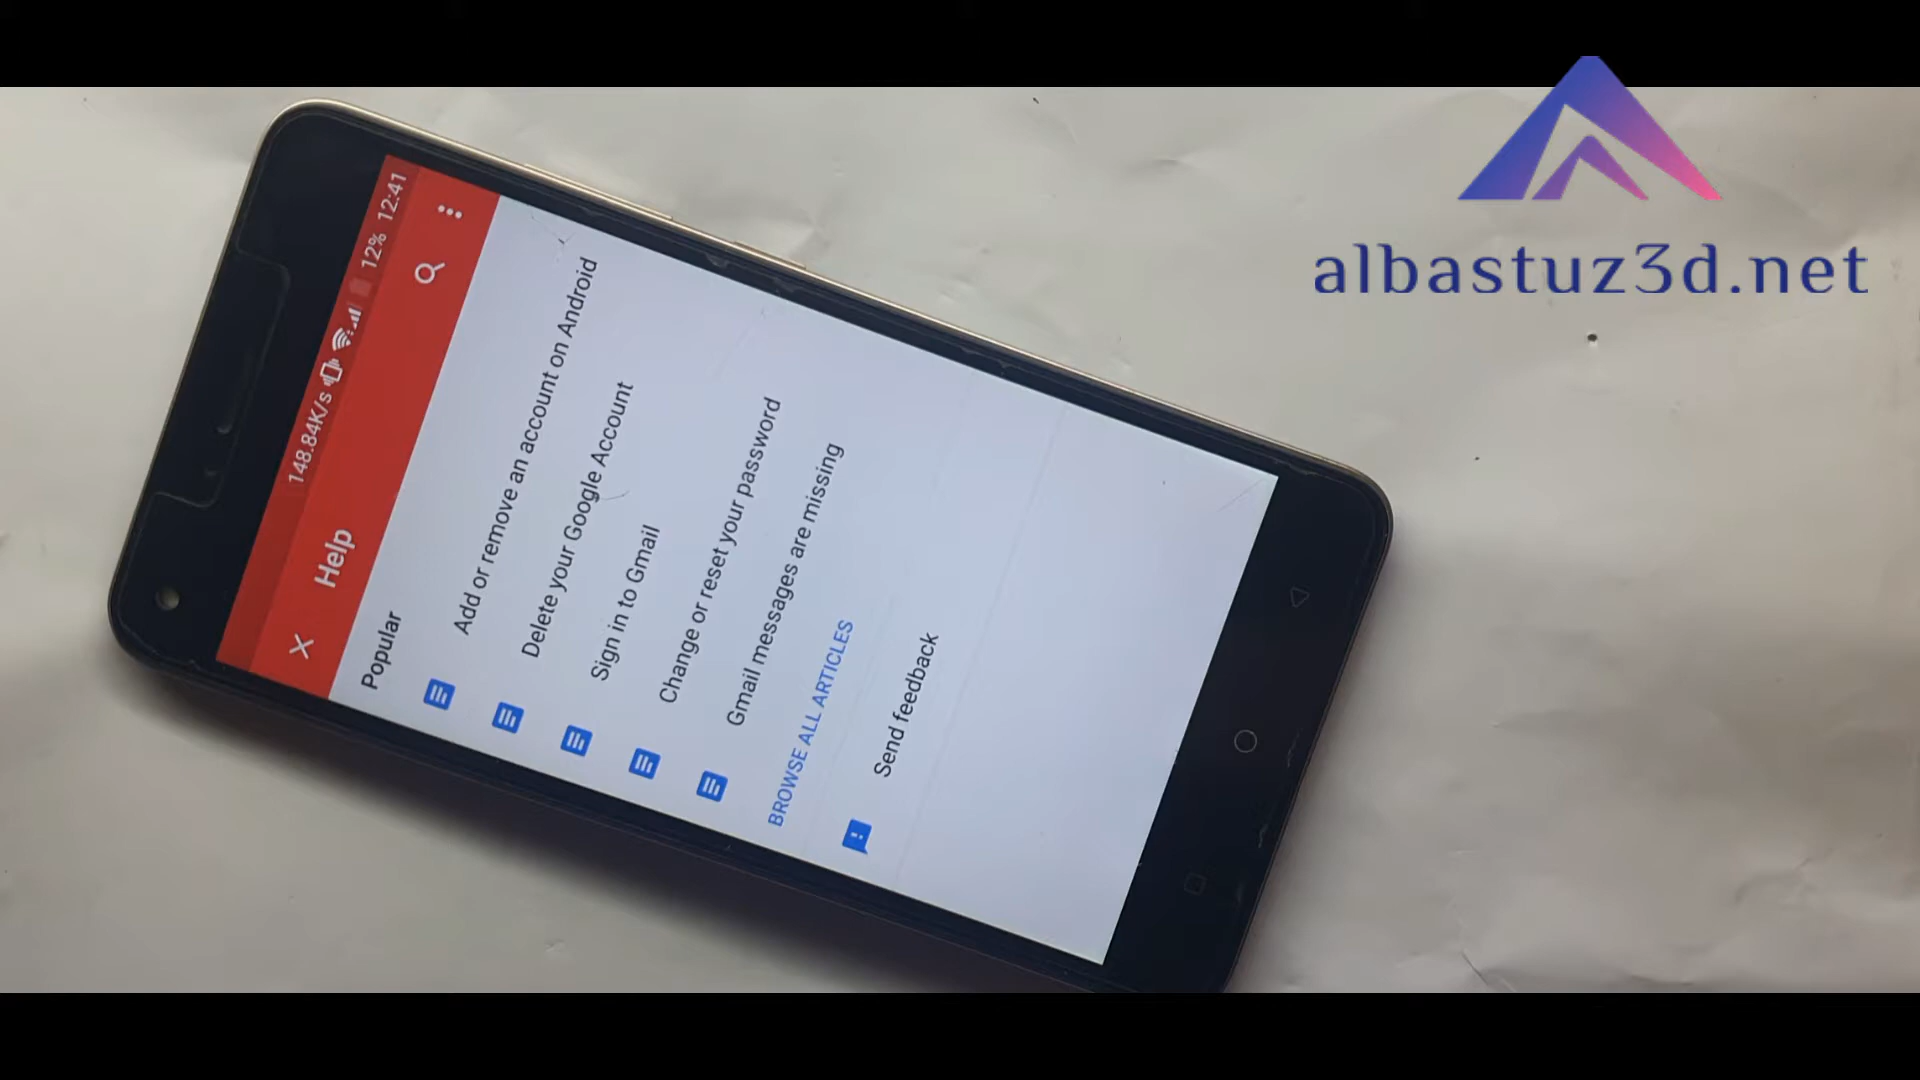 148.84K/s 12% 12:41
Help
Popular
Add or remove an account on Android
Delete your Google Account
Sign in to Gmail
Change or reset your password
Gmail messages are missing
BROWSE ALL ARTICLES
Send feedback
albastuz3d.net